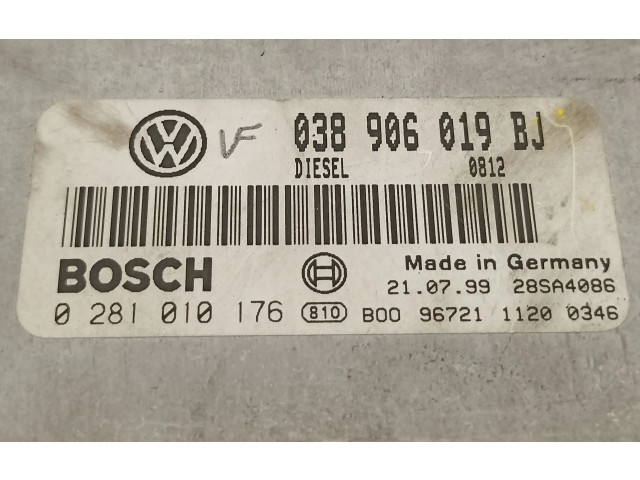 VW VF 038 906 019 BJ
DIESEL 0812
BOSCH Made in Germany
21.07.99 28SA4086
0 281 010 176 810 B00 96721 1120 0346